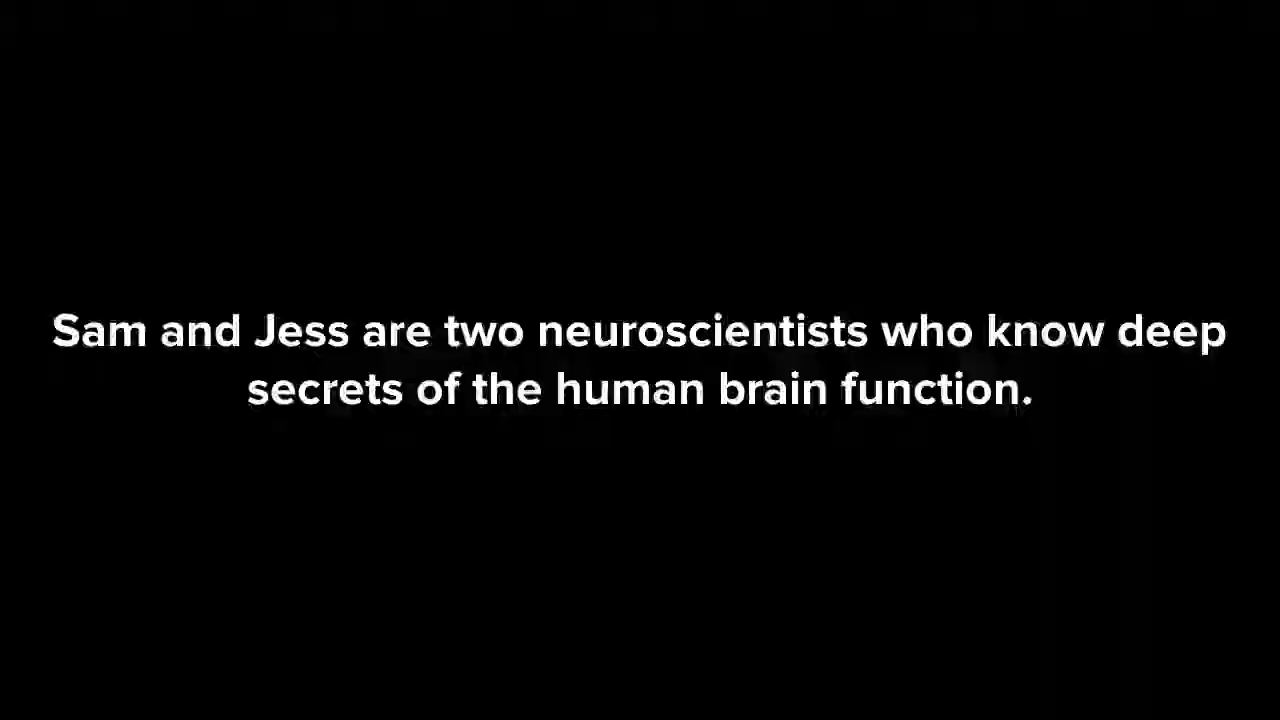 Sam and Jess are two neuroscientists who know deep
secrets of the human brain function.